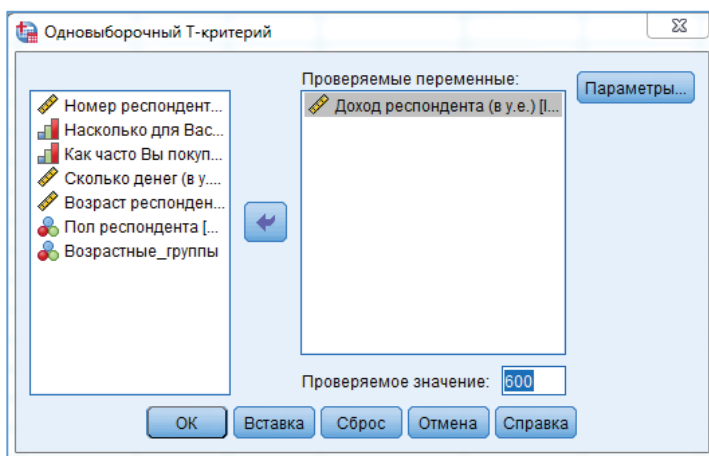 Одновыборочный Т-критерий
Проверяемые переменные:
Номер респондент...
Насколько для Вас...
Как часто Вы покуп...
Сколько денег (в у....
Возраст респонден...
Пол респондента [...
Возрастные_группы
Доход респондента (в у.е.) [l...
Параметры...
Проверяемое значение: 600
ОК Вставка Сброс Отмена Справка